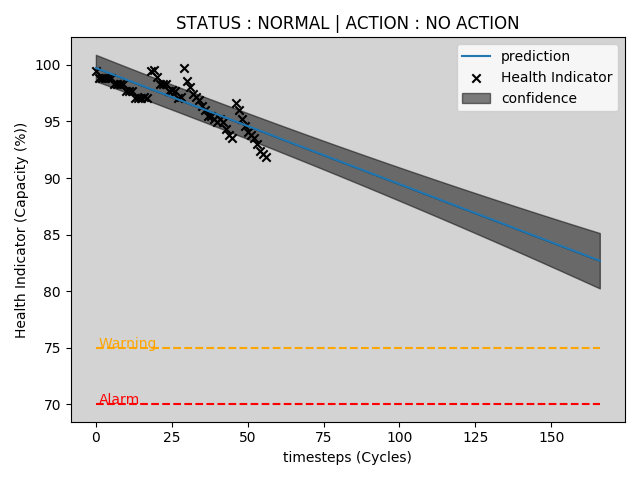 STATUS : NORMAL | ACTION : NO ACTION
prediction
Health Indicator
confidence
Health Indicator (Capacity (%))
100
95
90
85
80
75
70
Warning
Alarm
0 25 50 75 100 125 150
timesteps (Cycles)